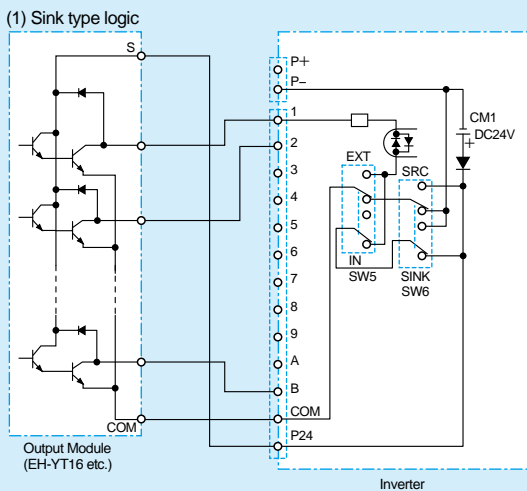 (1) Sink type logic
S
P+
P−
CM1
DC24V
1
2
3
4
5
6
7
8
9
A
B
COM
P24
EXT
SRC
IN
SW5
SINK
SW6
COM
Output Module
(EH-YT16 etc.)
Inverter
+